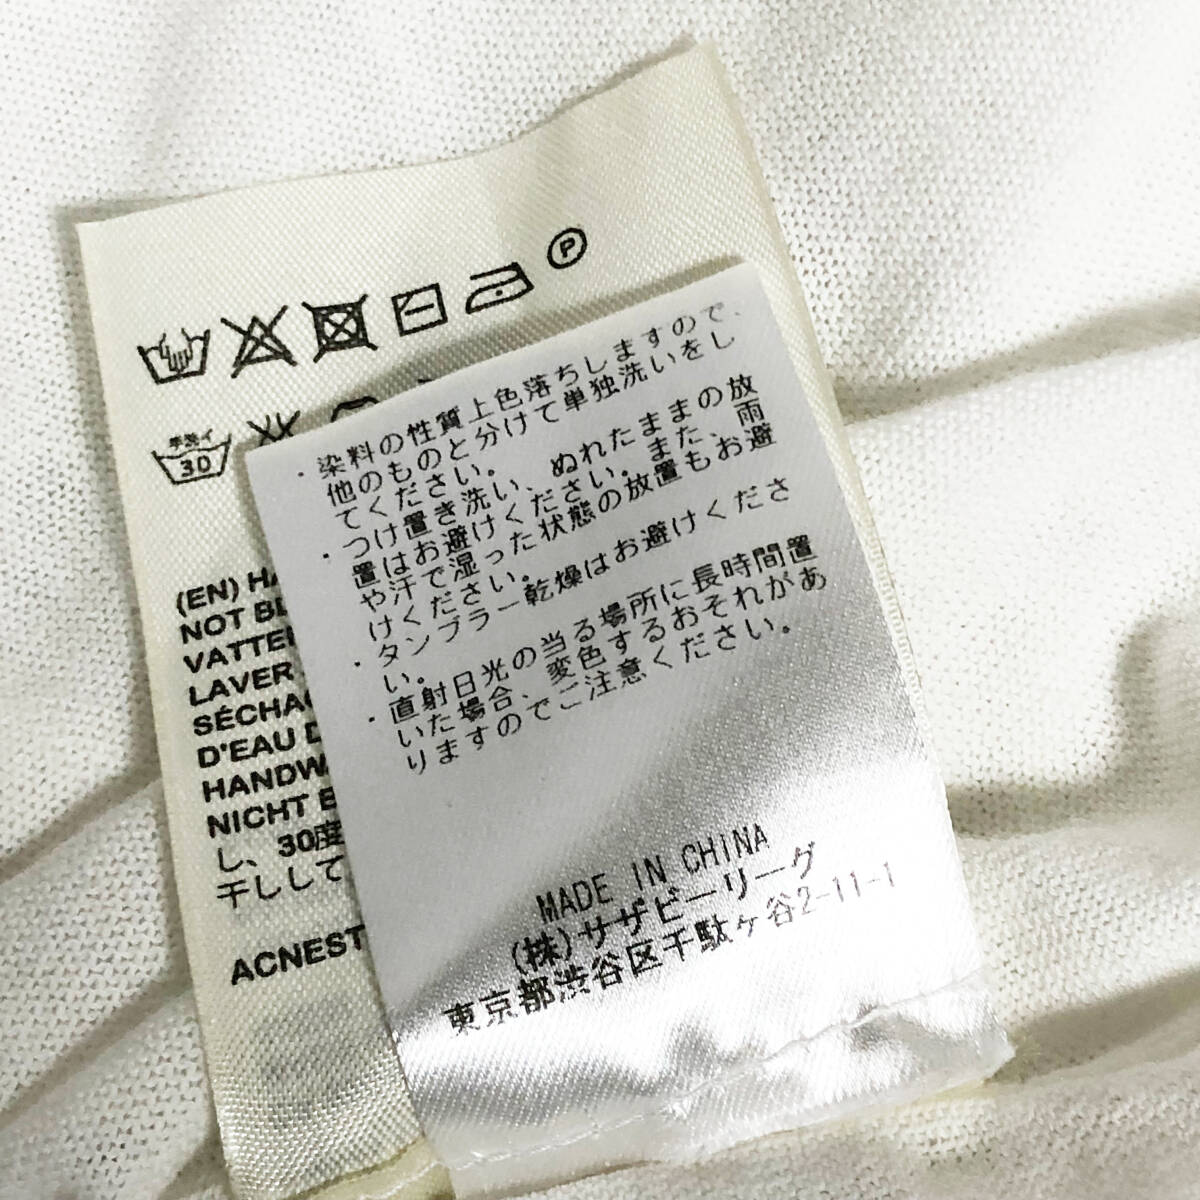 P
手洗イ
30
(EN) HA
NOT BL
VATTE
LAVER
SÉCHAG
D'EAU D
HANDWA
NICHT B
し、30度
干しして
ACNEST
・染料の性質上色落ちしますので、
他のものと分けて単独洗いをし
てください。
・つけ置き洗い、ぬれたままの放
置はお避けください。また、雨
や汗で湿った状態の放置もお避
けください。
・タンブラー乾燥はお避けくださ
い。
・直射日光の当る場所に長時間置
いた場合、変色するおそれがあ
りますのでご注意ください。
MADE IN CHINA
(株)サザビーリーグ
東京都渋谷区千駄ヶ谷2-11-1